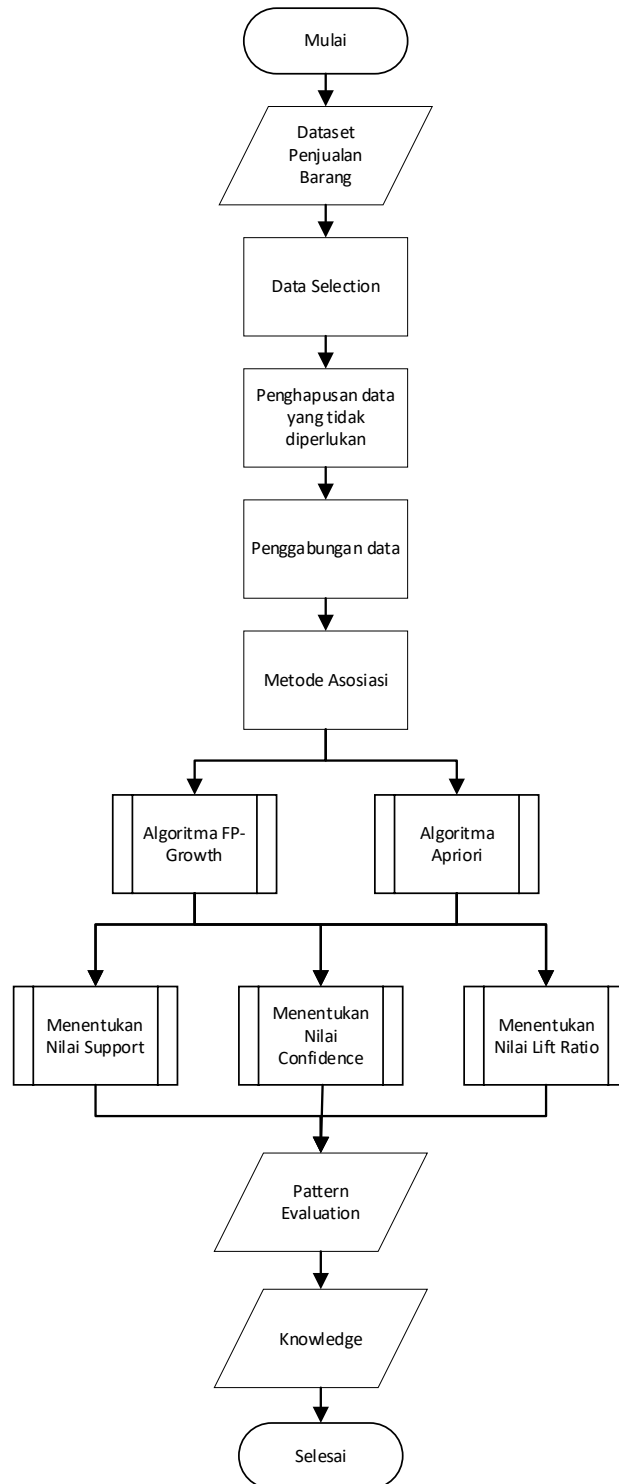 Mulai
Dataset
Penjualan
Barang
Data Selection
Penghapusan data
yang tidak
diperlukan
Penggabungan data
Metode Asosiasi
Algoritma FP-
Growth
Algoritma
Apriori
Menentukan
Nilai Support
Menentukan
Nilai
Confidence
Menentukan
Nilai Lift Ratio
Pattern
Evaluation
Knowledge
Selesai